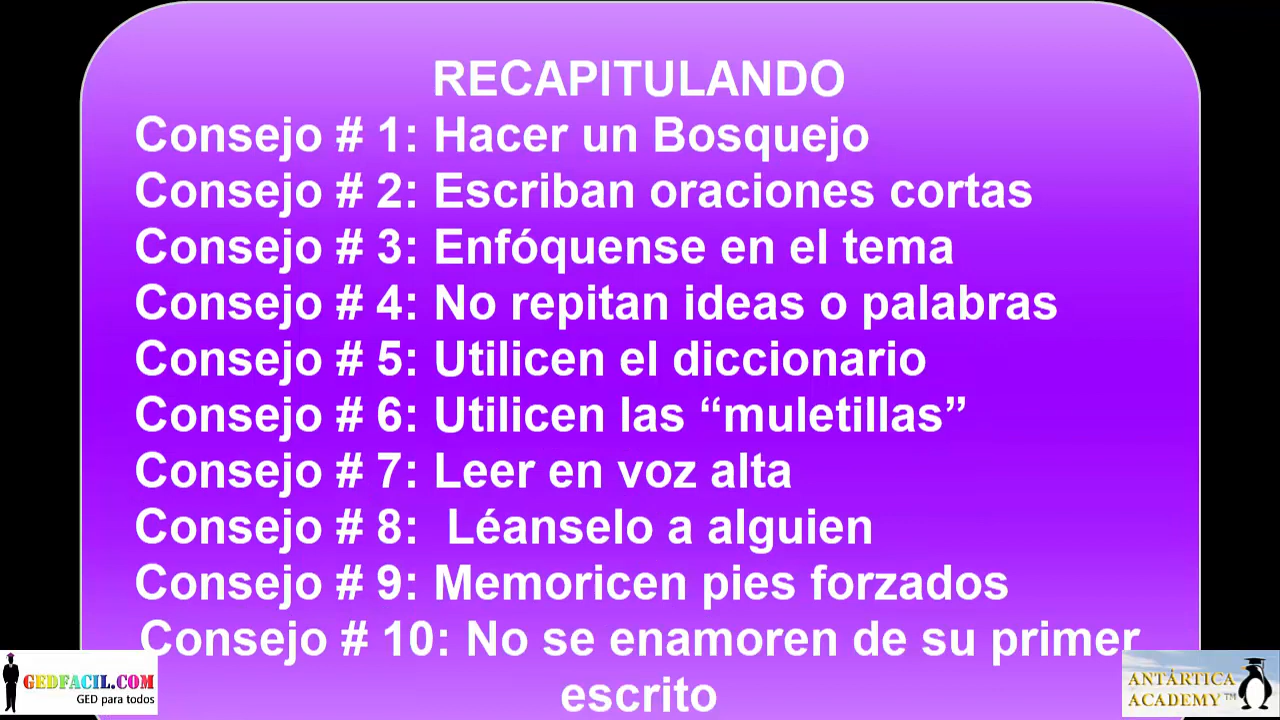 RECAPITULANDO
Consejo # 1: Hacer un Bosquejo
Consejo # 2: Escriban oraciones cortas
Consejo # 3: Enfóquense en el tema
Consejo # 4: No repitan ideas o palabras
Consejo # 5: Utilicen el diccionario
Consejo # 6: Utilicen las “muletillas”
Consejo # 7: Leer en voz alta
Consejo # 8:  Léanselo a alguien
Consejo # 9: Memoricen pies forzados
Consejo # 10: No se enamoren de su primer
escrito
GEDFACIL.COM
GED para todos
ANTÁRTICA
ACADEMY™